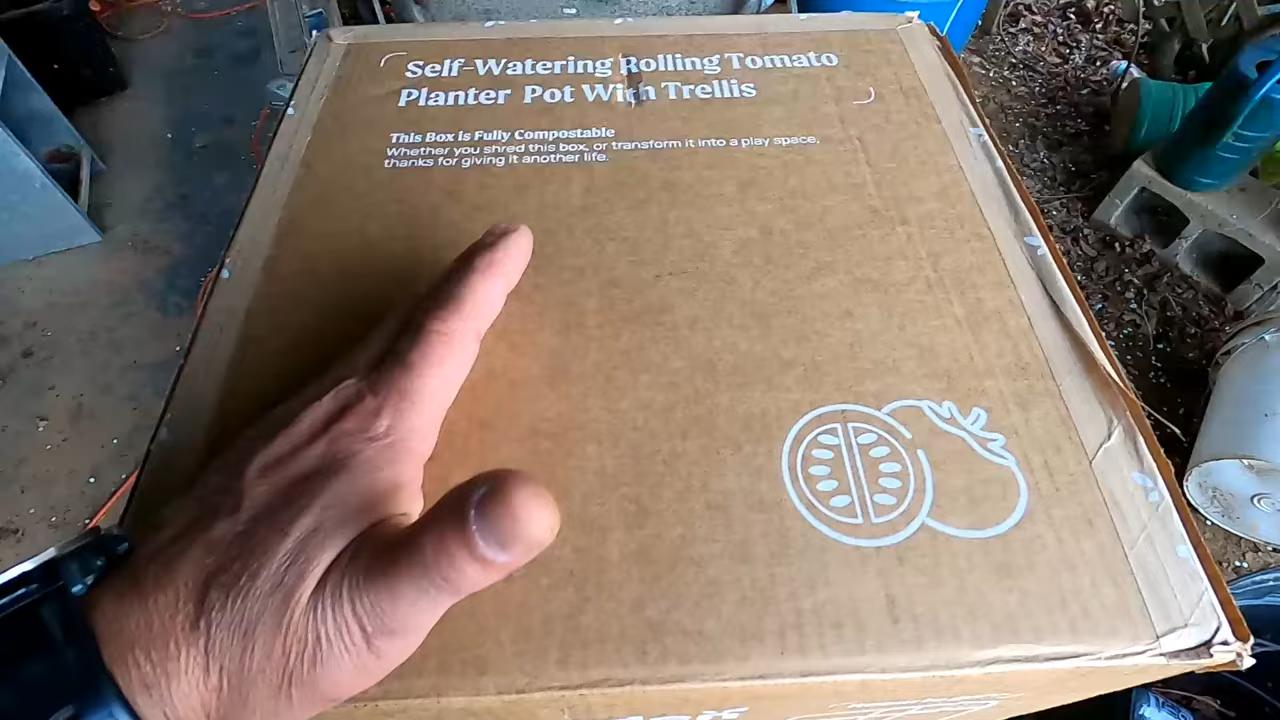 Self-Watering Rolling Tomato
Planter Pot With Trellis
This Box is Fully Compostable
Whether you shred this box, or transform it into a play space,
thanks for giving it another life.